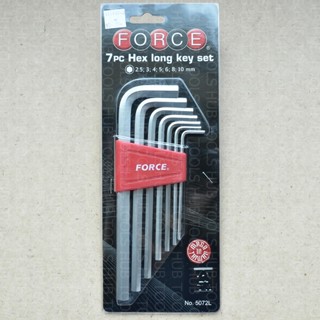 FORCE
7PC Hex long key set
2.5; 3; 4; 5; 6; 8; 10 mm
FORCE.
No. 5072L